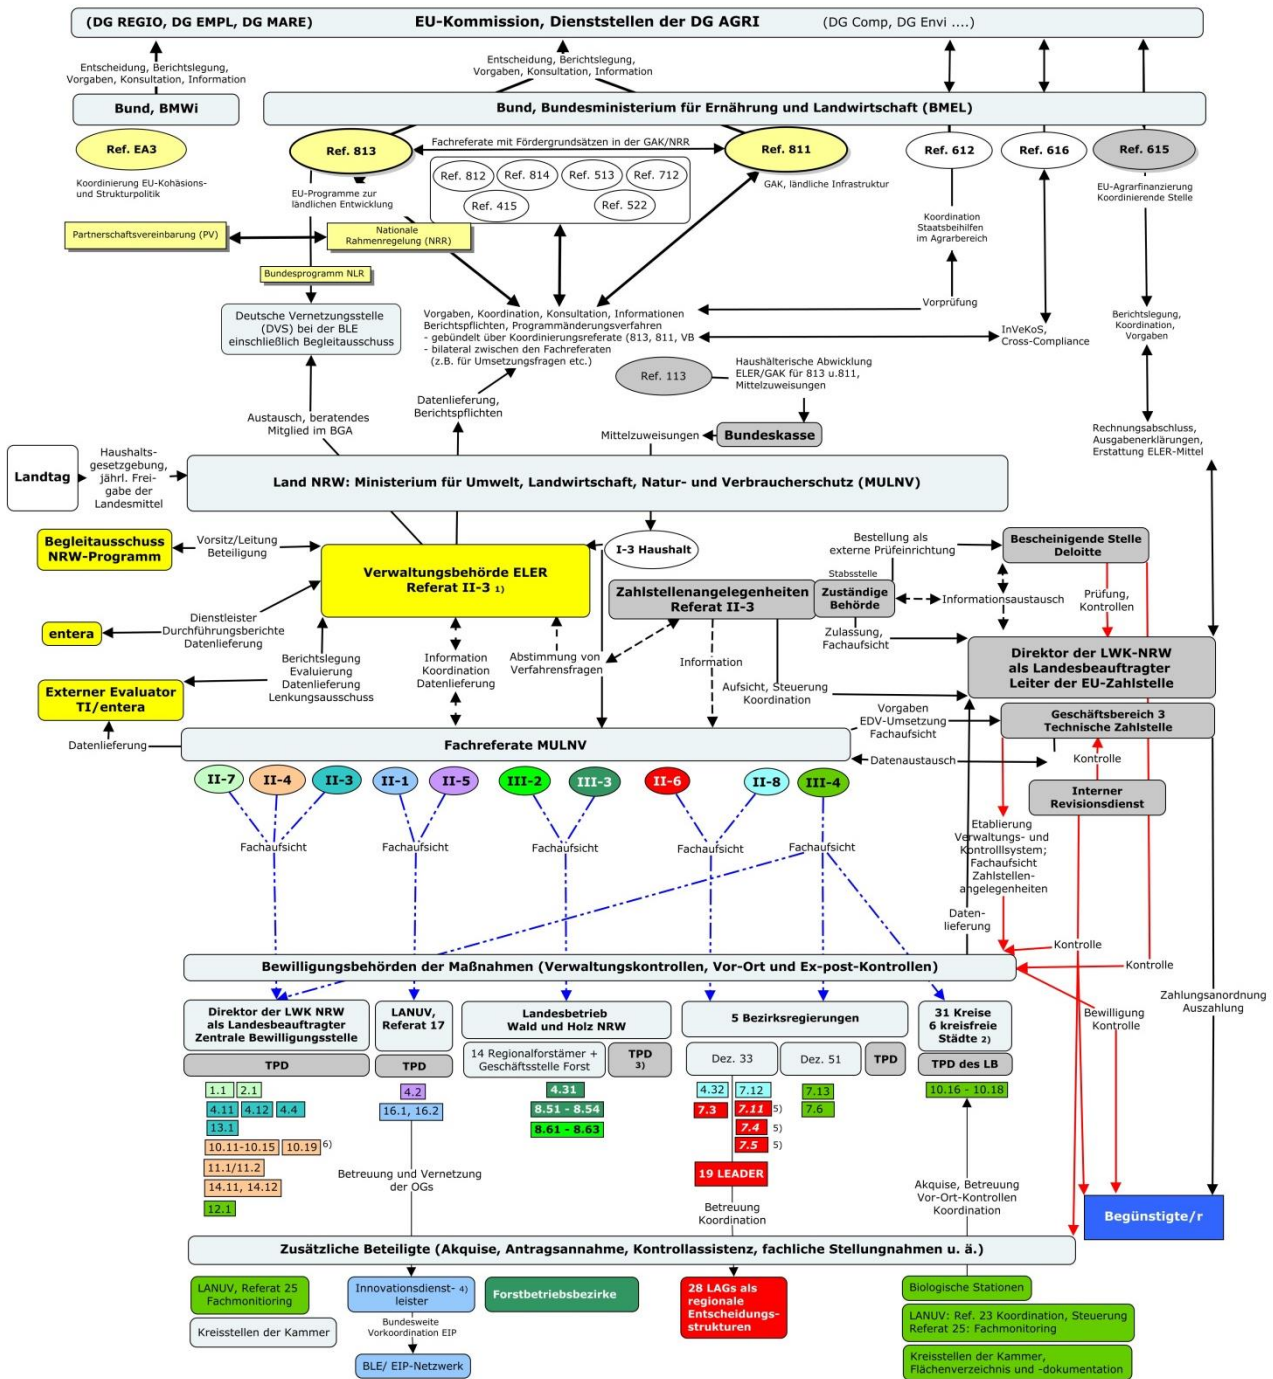 (DG REGIO, DG EMPL, DG MARE)
EU-Kommission, Dienststellen der DG AGRI
(DG Comp, DG Envi ....)
Entscheidung, Berichtslegung,
Vorgaben, Konsultation, Information
Entscheidung, Berichtslegung,
Vorgaben, Konsultation, Information
Bund, BMWi
Bund, Bundesministerium für Ernährung und Landwirtschaft (BMEL)
Ref. EA3
Ref. 813
Fachreferate mit Fördergrundsätzen in der GAK/NRR
Ref. 811
Ref. 612
Ref. 616
Ref. 615
Ref. 812
Ref. 814
Ref. 513
Ref. 712
Ref. 415
Ref. 522
Koordinierung EU-Kohäsions-
und Strukturpolitik
EU-Programme zur
ländlichen Entwicklung
GAK, ländliche Infrastruktur
EU-Agrarfinanzierung
Koordinierende Stelle
Koordination
Staatsbeihilfen
im Agrarbereich
Partnerschaftsvereinbarung (PV)
Nationale
Rahmenregelung (NRR)
Bundesprogramm NLR
Deutsche Vernetzungsstelle
(DVS) bei der BLE
einschließlich Begleitausschuss
Vorgaben, Koordination, Konsultation, Informationen
Berichtspflichten, Programmänderungsverfahren
- gebündelt über Koordinierungsreferate (813, 811, VB
- bilateral zwischen den Fachreferaten
(z.B. für Umsetzungsfragen etc.)
Vorprüfung
InVeKoS,
Cross-Compliance
Berichtslegung,
Koordination,
Vorgaben
Ref. 113
Haushälterische Abwicklung
ELER/GAK für 813 u.811,
Mittelzuweisungen
Austausch, beratendes
Mitglied im BGA
Datenlieferung,
Berichtspflichten
Mittelzuweisungen
Bundeskasse
Rechnungsabschluss,
Ausgabenerklärungen,
Erstattung ELER-Mittel
Landtag
Haushalts-
gesetzgebung,
jährl. Frei-
gabe der
Landesmittel
Land NRW: Ministerium für Umwelt, Landwirtschaft, Natur- und Verbraucherschutz (MULNV)
Begleitausschuss
NRW-Programm
Vorsitz/Leitung
Beteiligung
Verwaltungsbehörde ELER
Referat II-3 1)
I-3 Haushalt
Bestellung als
externe Prüfeinrichtung
Bescheinigende Stelle
Deloitte
Stabsstelle
Zahlstellenangelegenheiten
Referat II-3
Zuständige
Behörde
Informationsaustausch
Prüfung,
Kontrollen
entera
Dienstleister
Durchführungsberichte
Datenlieferung
Zulassung,
Fachaufsicht
Direktor der LWK-NRW
als Landesbeauftragter
Leiter der EU-Zahlstelle
Berichtslegung
Evaluierung
Datenlieferung
Lenkungsausschuss
Information
Koordination
Datenlieferung
Abstimmung von
Verfahrensfragen
Information
Aufsicht, Steuerung
Koordination
Externer Evaluator
TI/entera
Datenlieferung
Vorgaben
EDV-Umsetzung
Fachaufsicht
Geschäftsbereich 3
Technische Zahlstelle
Fachreferate MULNV
Datenaustausch
Kontrolle
II-7
II-4
II-3
II-1
II-5
III-2
III-3
II-6
II-8
III-4
Interner
Revisionsdienst
Fachaufsicht
Fachaufsicht
Fachaufsicht
Fachaufsicht
Fachaufsicht
Etablierung
Verwaltungs- und
Kontrolllsystem;
Fachaufsicht
Zahlstellen-
angelegenheiten
Daten-
lieferung
Kontrolle
Kontrolle
Bewilligungsbehörden der Maßnahmen (Verwaltungskontrollen, Vor-Ort und Ex-post-Kontrollen)
Zahlungsanordnung
Auszahlung
Bewilligung
Kontrolle
Direktor der LWK NRW
als Landesbeauftragter
Zentrale Bewilligungsstelle
LANUV,
Referat 17
Landesbetrieb
Wald und Holz NRW
5 Bezirksregierungen
31 Kreise
6 kreisfreie
Städte 2)
TPD
TPD
14 Regionalforstämer +
Geschäftsstelle Forst
TPD
3)
Dez. 33
Dez. 51
TPD
TPD des LB
1.1
2.1
4.2
4.31
4.32
7.12
7.13
10.16 - 10.18
4.11
4.12
4.4
16.1, 16.2
8.51 - 8.54
7.3
7.11 5)
7.6
13.1
8.61 - 8.63
7.4 5)
10.11-10.15
10.19 6)
7.5 5)
11.1/11.2
19 LEADER
14.11, 14.12
12.1
Betreuung und Vernetzung
der OGs
Betreuung
Koordination
Akquise, Betreuung
Vor-Ort-Kontrollen
Koordination
Begünstigte/r
Zusätzliche Beteiligte (Akquise, Antragsannahme, Kontrollassistenz, fachliche Stellungnahmen u. ä.)
LANUV, Referat 25
Fachmonitoring
Innovationsdienst- 4)
leister
Forstbetriebsbezirke
28 LAGs als
regionale
Entscheidungs-
strukturen
Biologische Stationen
Kreisstellen der Kammer
Bundesweite
Vorkoordination EIP
LANUV: Ref. 23 Koordination, Steuerung
Referat 25: Fachmonitoring
BLE/ EIP-Netzwerk
Kreisstellen der Kammer,
Flächenverzeichnis und -dokumentation